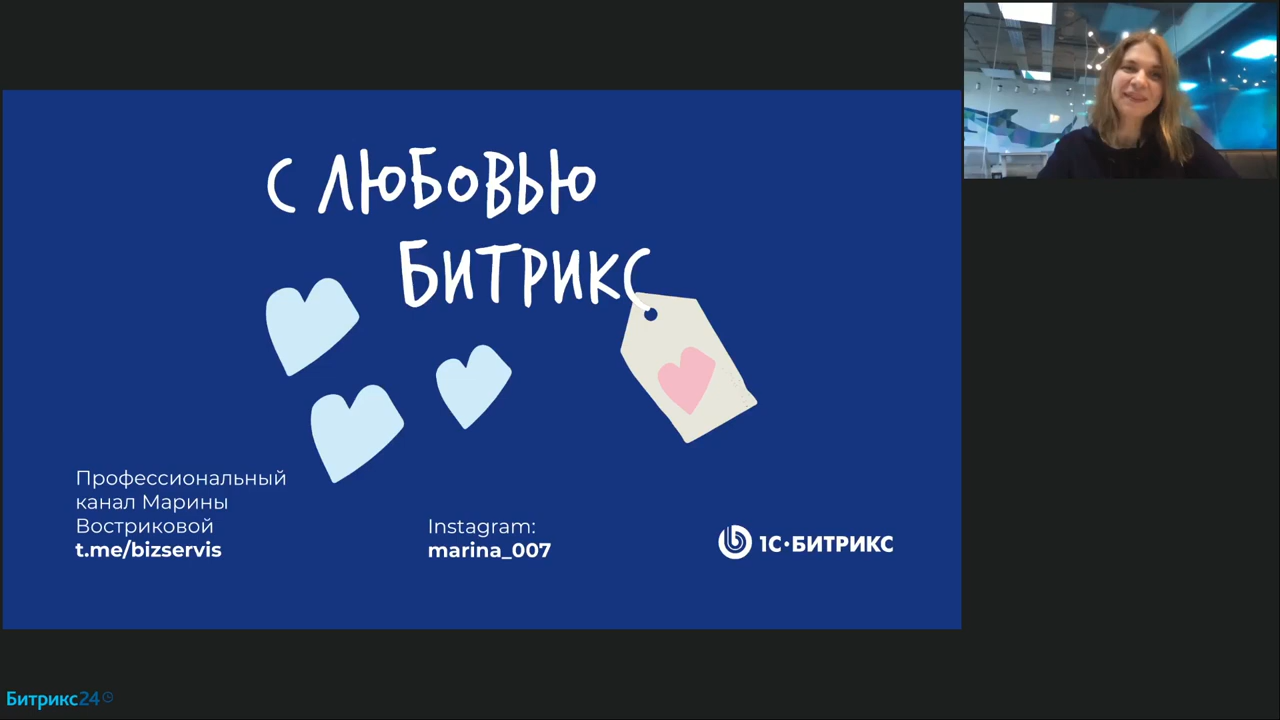 С ЛЮБОВЬЮ
БИТРИКС
Профессиональный
канал Марины
Востриковой
t.me/bizservis
Instagram:
marina_007
1С·БИТРИКС
Битрикс24